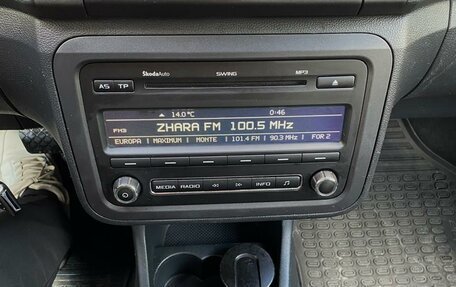 ŠkodaAuto SWING MP3
AS TP
14.0°C 0:46
ZHARA FM 100.5 MHz
FM3
EUROPA | MAXIMUM | MONTE | 101.4 FM | 90.3 MHz | FOR 2
MEDIA RADIO INFO